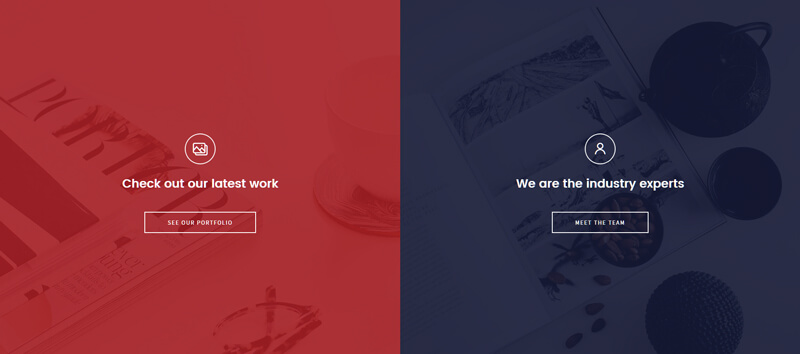 Check out our latest work
SEE OUR PORTFOLIO
We are the industry experts
MEET THE TEAM